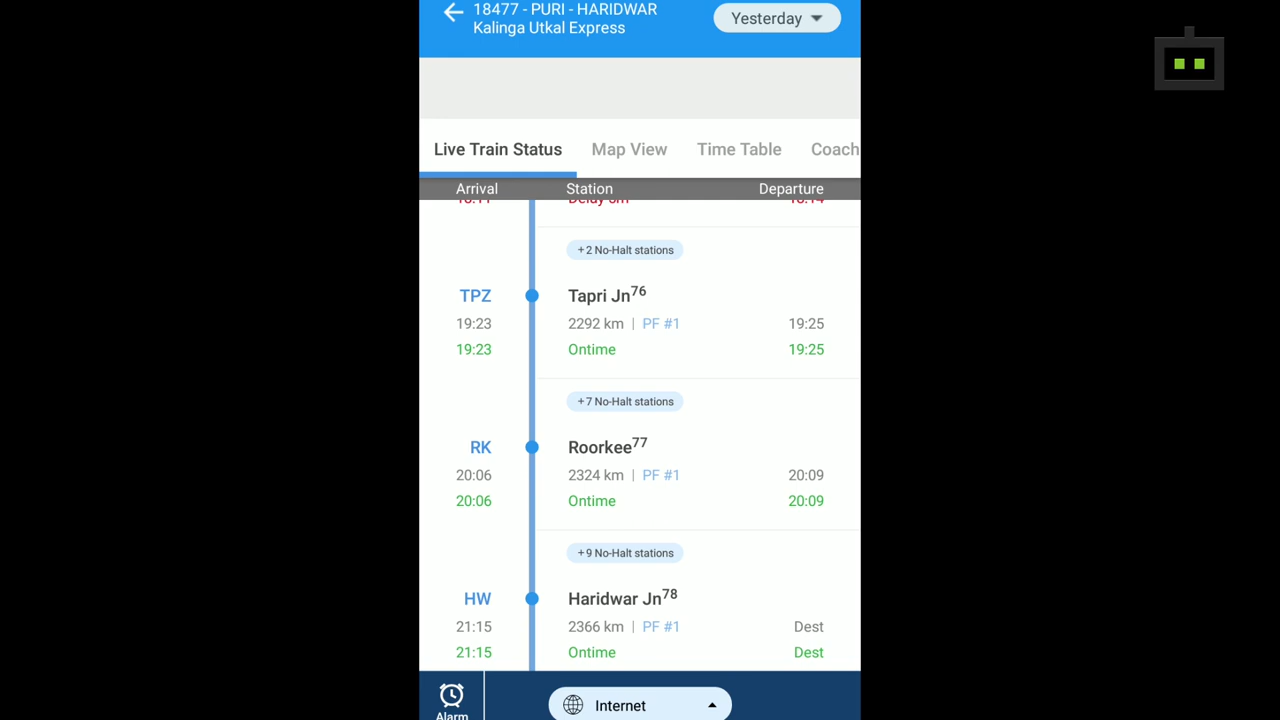 18477 - PURI - HARIDWAR
Kalinga Utkal Express
Yesterday
Live Train Status Map View Time Table Coach
Arrival Station Departure
+2 No-Halt stations
TPZ Tapri Jn76
19:23 2292 km | PF #1 19:25
19:23 Ontime 19:25
+7 No-Halt stations
RK Roorkee77
20:06 2324 km | PF #1 20:09
20:06 Ontime 20:09
+9 No-Halt stations
HW Haridwar Jn78
21:15 2366 km | PF #1 Dest
21:15 Ontime Dest
Alarm Internet